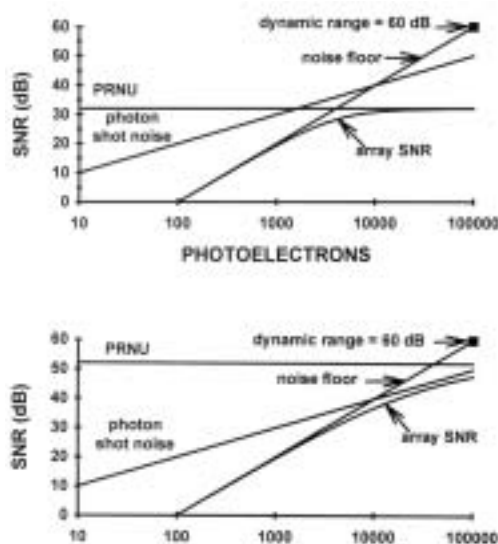 dynamic range = 60 dB
noise floor
PRNU
photon
shot noise
array SNR
SNR (dB)
60
50
40
30
20
10
0
10 100 1000 10000 100000
PHOTOELECTRONS
dynamic range = 60 dB
PRNU
noise floor
photon
shot noise
array SNR
SNR (dB)
60
50
40
30
20
10
0
10 100 1000 10000 100000